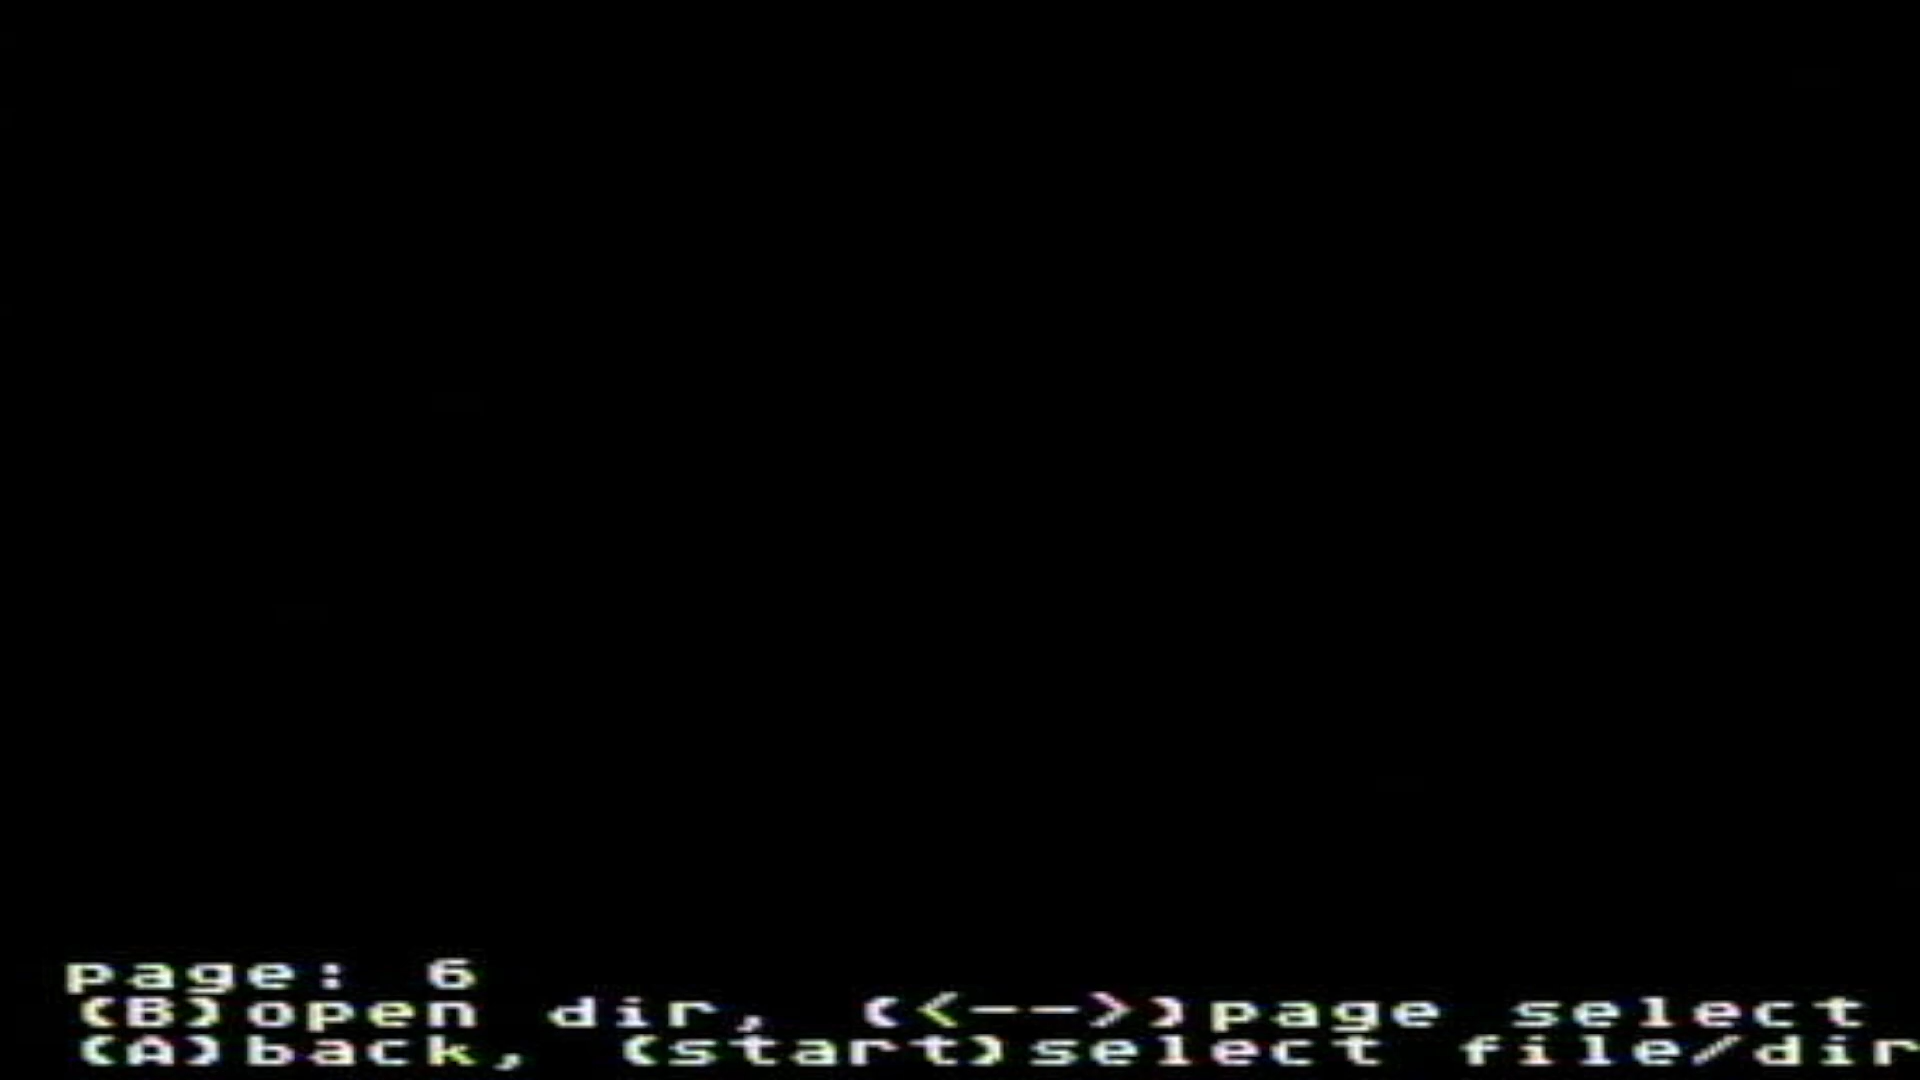 page: 6
(B)open dir, (<-->)page select
(A)back, (start)select file/dir